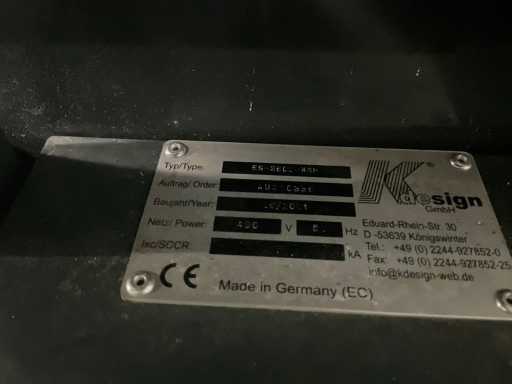 Kdesign
GmbH
Typ/Type:
Auftrag/ Order:
Baujahr/Year:
Netz/ Power: 400 V Hz
Isc/SCCR kA
Eduard-Rhein-Str. 30
D -53639 Königswinter
Tel.: +49 (0) 2244-927852-0
Fax: +49 (0) 2244-927852-25
info@kdesign-web.de
CE Made in Germany (EC)